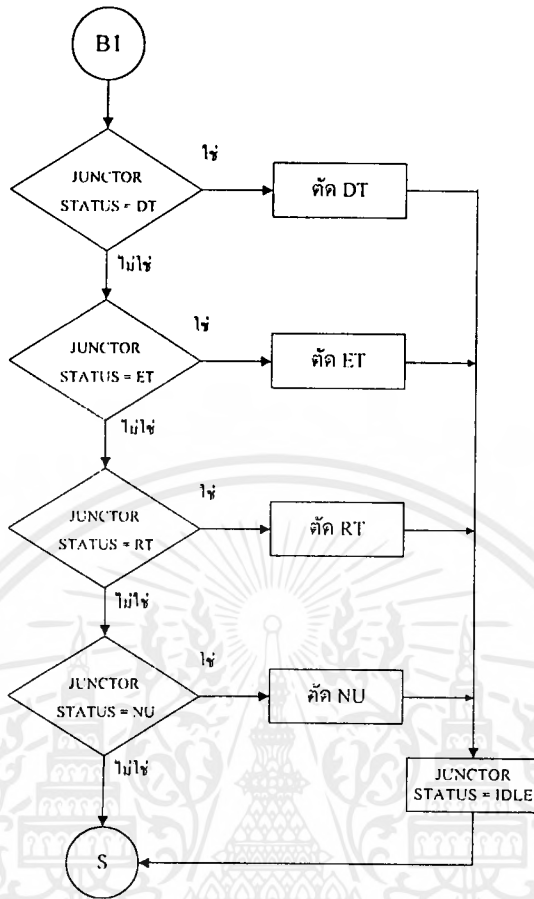 B1
JUNCTOR
STATUS = DT
ใช่
ตัด DT
ไม่ใช่
JUNCTOR
STATUS = ET
ใช่
ตัด ET
ไม่ใช่
JUNCTOR
STATUS = RT
ใช่
ตัด RT
ไม่ใช่
JUNCTOR
STATUS = NU
ใช่
ตัด NU
ไม่ใช่
JUNCTOR
STATUS = IDLE
S